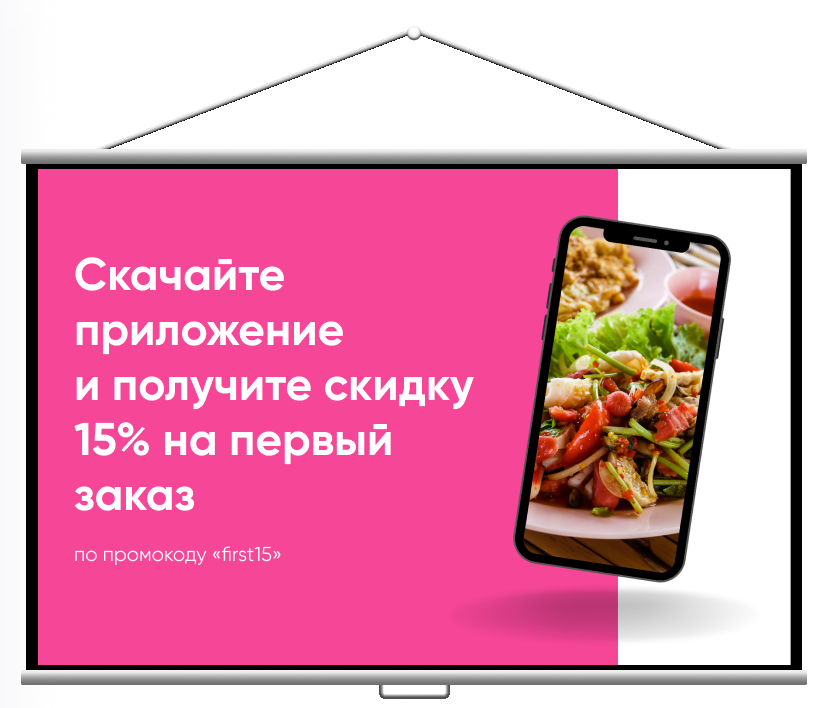 Скачайте
приложение
и получите скидку
15% на первый
заказ
по промокоду «first15»